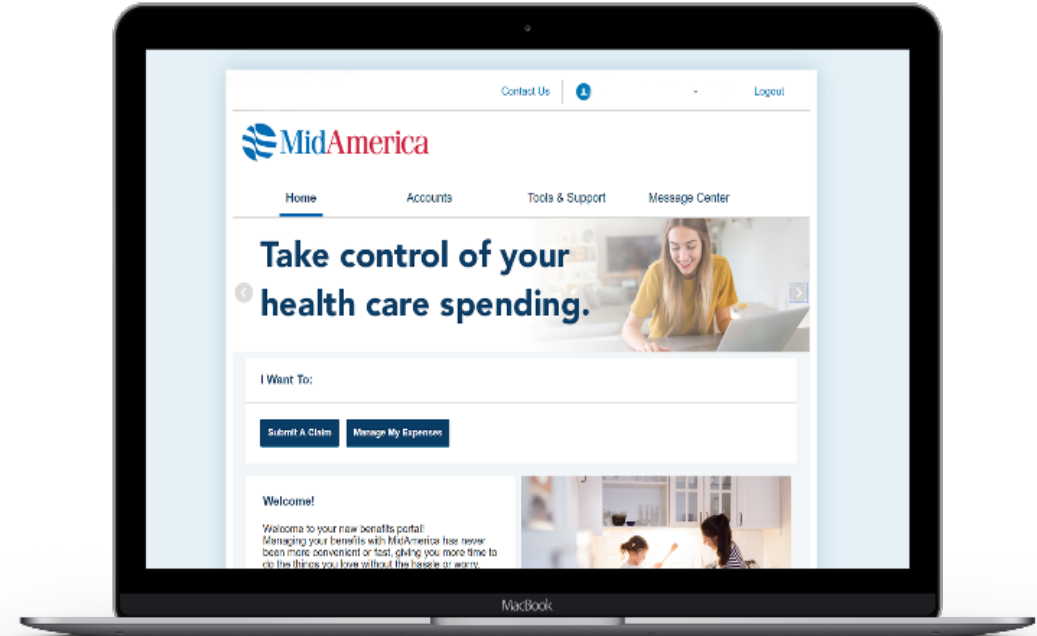 Contact Us
Logout
MidAmerica
Home Accounts Tools & Support Message Center
Take control of your
health care spending.
I Want To:
Submit A Claim Manage My Expenses
Welcome!
Welcome to your new benefits portal!
Managing your benefits with MidAmerica has never
been more convenient or fast, giving you more time to
do the things you love without the hassle or worry.
MacBook